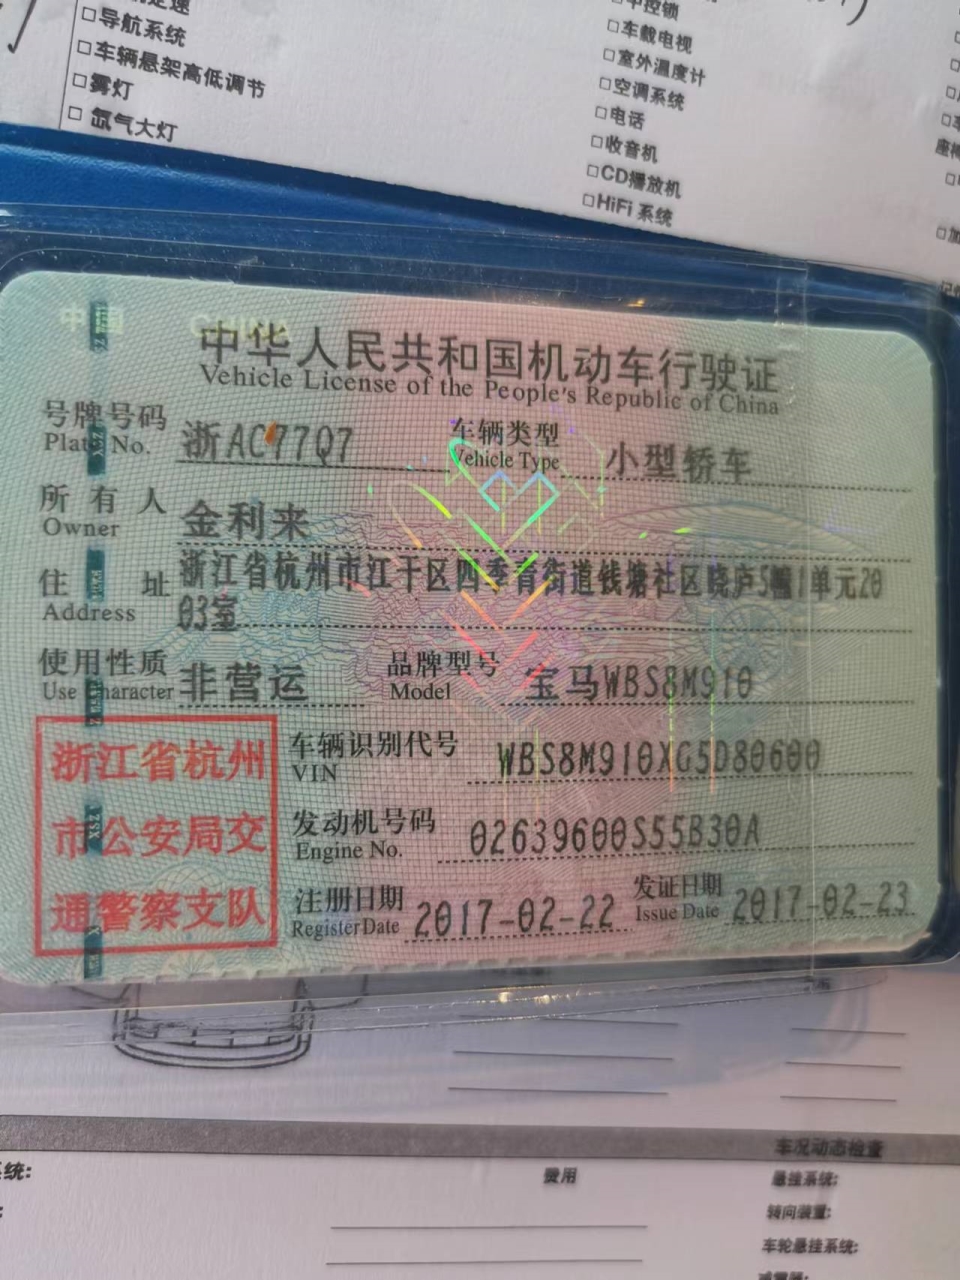 □导航系统
□车辆悬架高低调节
□雾灯
□氙气大灯
□中控锁
□车载电视
□室外温度计
□空调系统
□电话
□收音机
□CD播放机
□HiFi 系统
中国 CHINA
中华人民共和国机动车行驶证
Vehicle License of the People's Republic of China
号牌号码 浙AC77Q7 车辆类型 小型轿车
Plate No. Vehicle Type
所有人 金利来
Owner
住址 浙江省杭州市江干区四季青街道钱塘社区晓庐5幢1单元20
Address 03室
使用性质 非营运 品牌型号 宝马WBS8M910
Use Character Model
浙江省杭州
市公安局交
通警察支队
车辆识别代号 WBS8M910XG5D80600
VIN
发动机号码 02639600S55B30A
Engine No.
注册日期 2017-02-22 发证日期 2017-02-23
Register Date Issue Date
车况动态检查
费用
悬挂系统:
转向装置:
车轮悬挂系统: